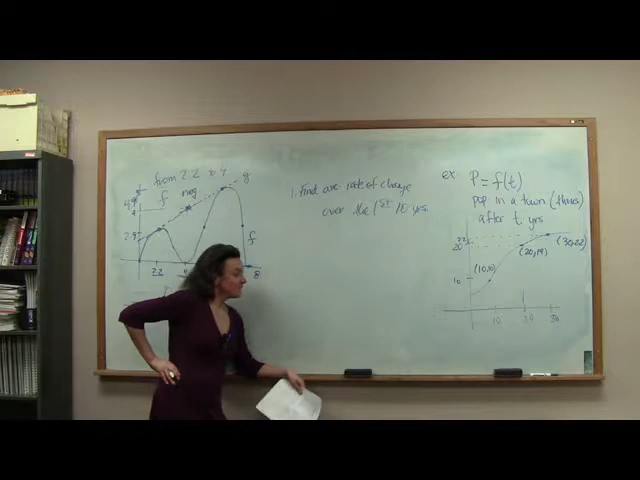 from 2.2 to 4
neg
g
f
4
2.5
f
2.2
8
1. Find ave rate of change
over the 1st 10 yrs.
ex: P = f(t)
pop in a town (thous)
after t yrs
22
20
(30,22)
(20,19)
(10,10)
10
10
20
30